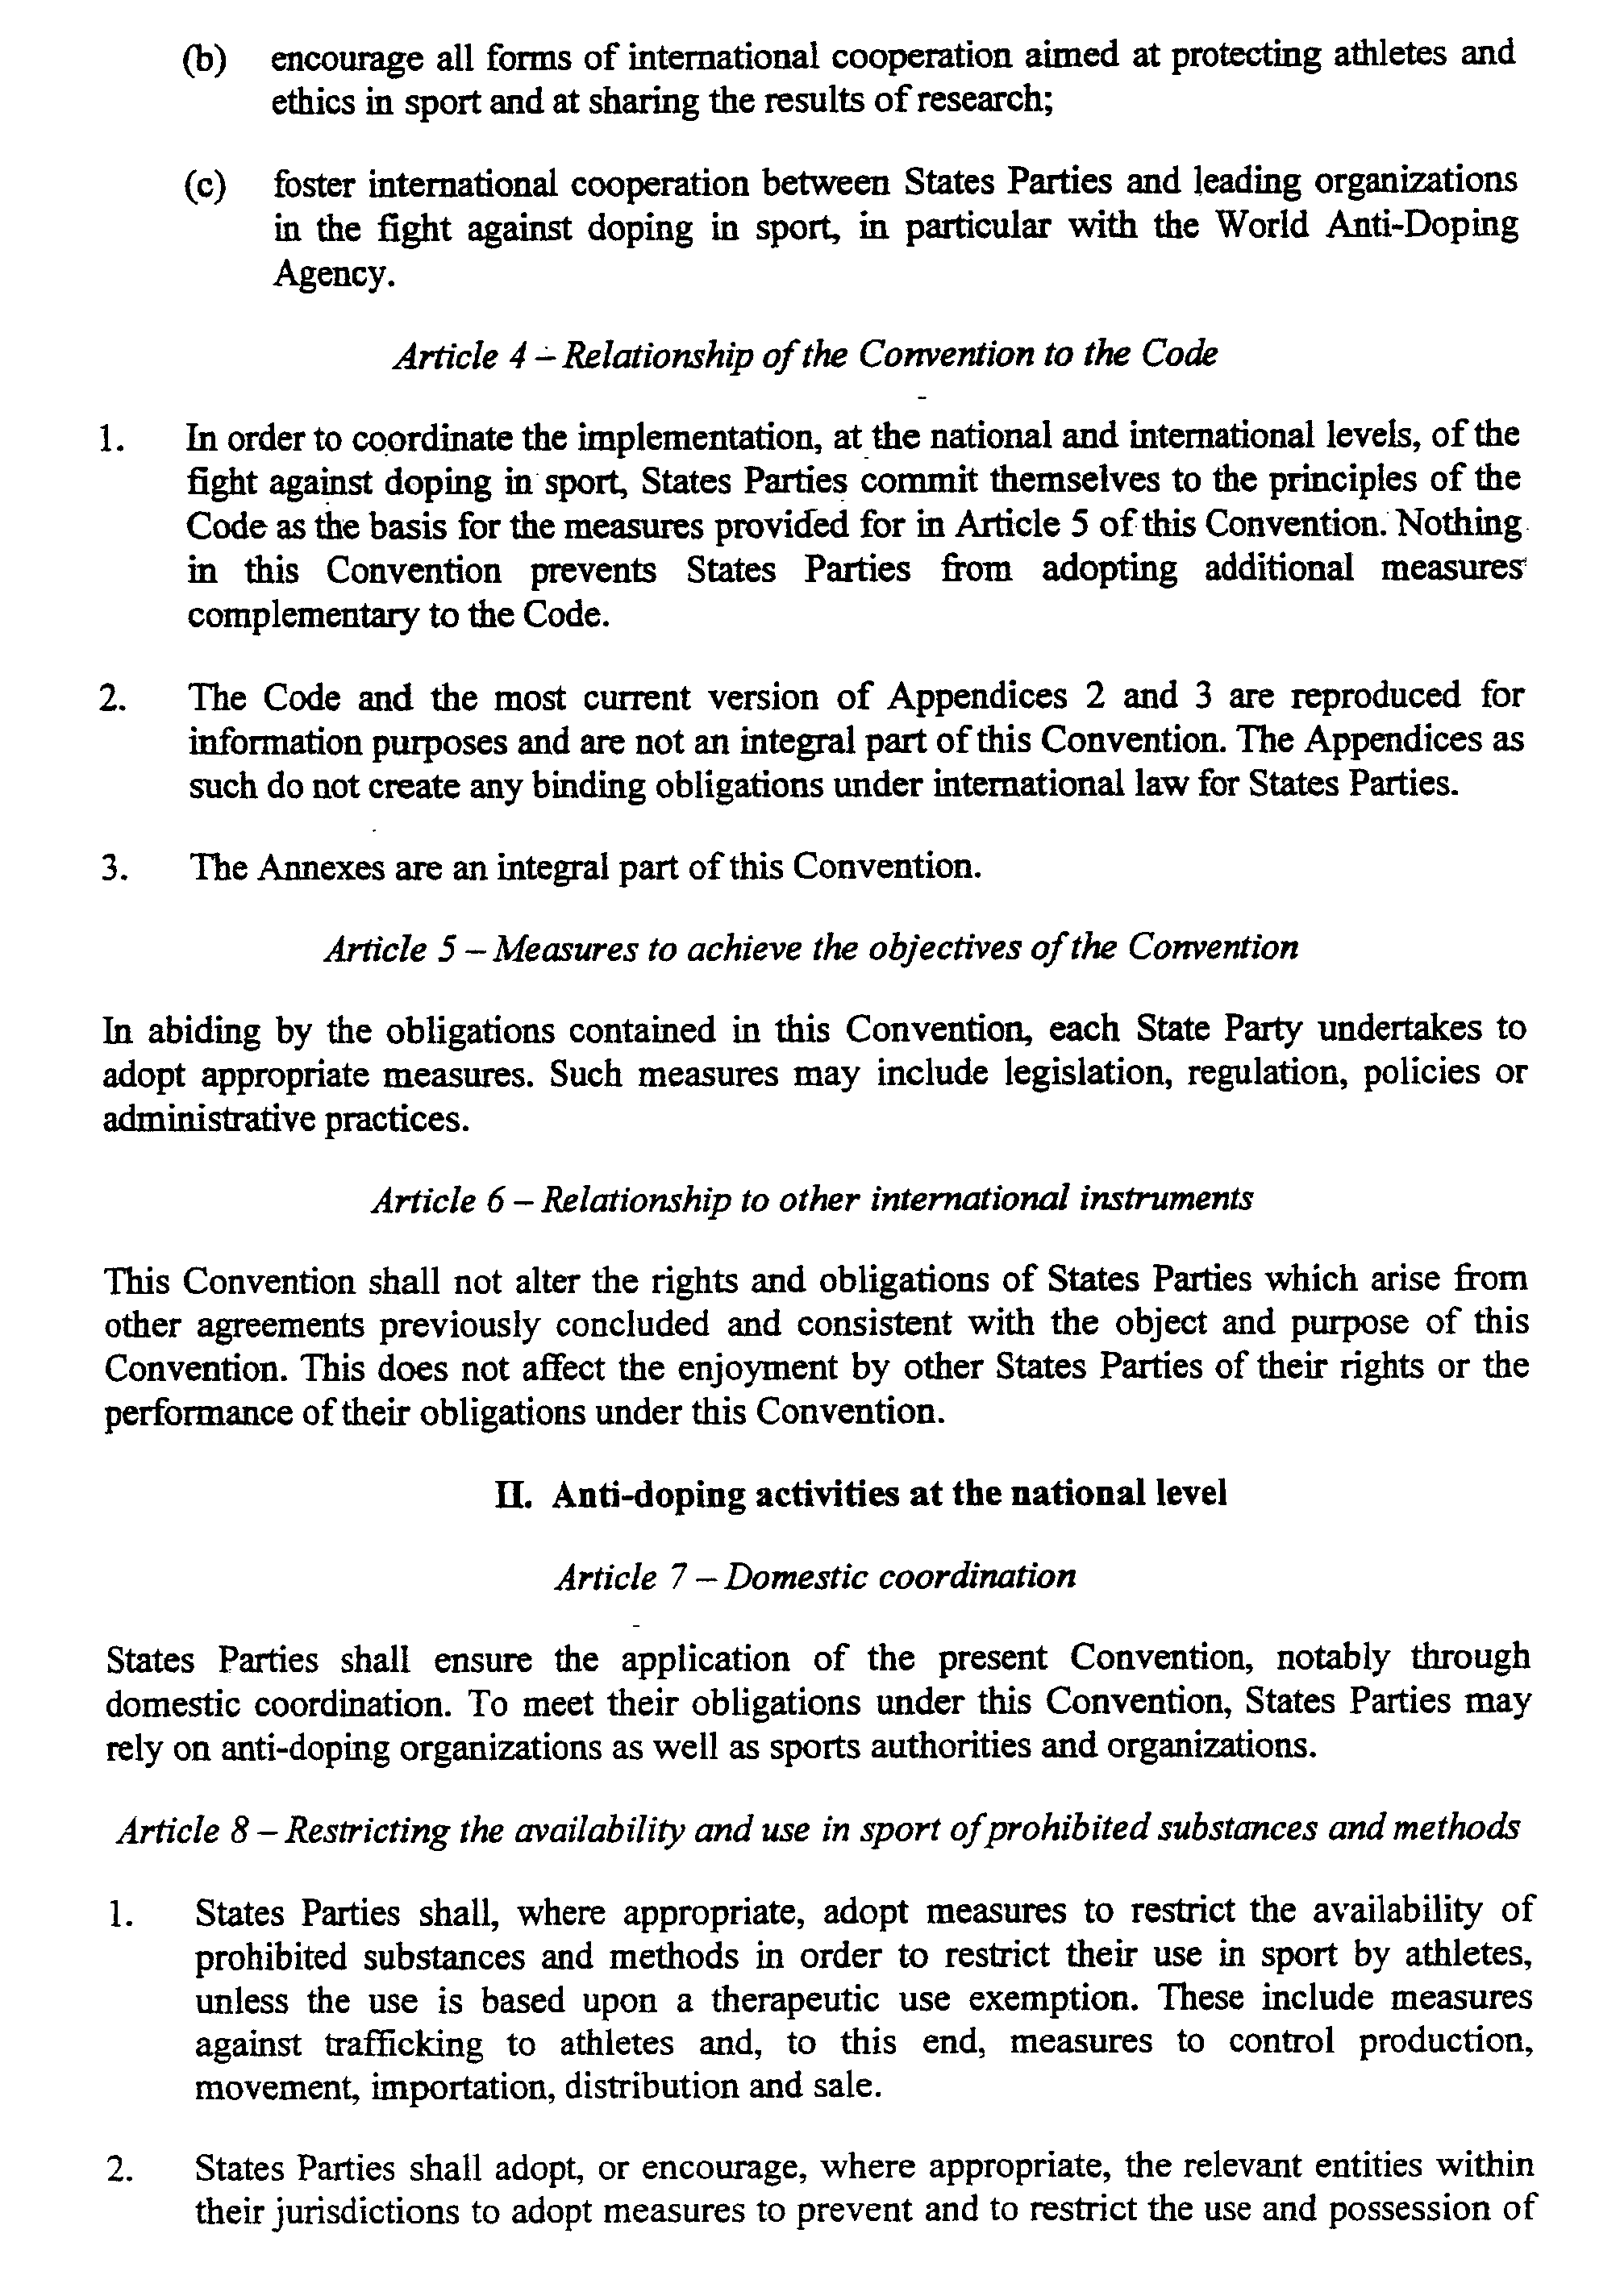 (b) encourage all forms of international cooperation aimed at protecting athletes and
ethics in sport and at sharing the results of research;
(c) foster international cooperation between States Parties and leading organizations
in the fight against doping in sport, in particular with the World Anti-Doping
Agency.
Article 4 – Relationship of the Convention to the Code
1. In order to coordinate the implementation, at the national and international levels, of the
fight against doping in sport, States Parties commit themselves to the principles of the
Code as the basis for the measures provided for in Article 5 of this Convention. Nothing
in this Convention prevents States Parties from adopting additional measures
complementary to the Code.
2. The Code and the most current version of Appendices 2 and 3 are reproduced for
information purposes and are not an integral part of this Convention. The Appendices as
such do not create any binding obligations under international law for States Parties.
3. The Annexes are an integral part of this Convention.
Article 5 – Measures to achieve the objectives of the Convention
In abiding by the obligations contained in this Convention, each State Party undertakes to
adopt appropriate measures. Such measures may include legislation, regulation, policies or
administrative practices.
Article 6 – Relationship to other international instruments
This Convention shall not alter the rights and obligations of States Parties which arise from
other agreements previously concluded and consistent with the object and purpose of this
Convention. This does not affect the enjoyment by other States Parties of their rights or the
performance of their obligations under this Convention.
II. Anti-doping activities at the national level
Article 7 – Domestic coordination
States Parties shall ensure the application of the present Convention, notably through
domestic coordination. To meet their obligations under this Convention, States Parties may
rely on anti-doping organizations as well as sports authorities and organizations.
Article 8 – Restricting the availability and use in sport of prohibited substances and methods
1. States Parties shall, where appropriate, adopt measures to restrict the availability of
prohibited substances and methods in order to restrict their use in sport by athletes,
unless the use is based upon a therapeutic use exemption. These include measures
against trafficking to athletes and, to this end, measures to control production,
movement, importation, distribution and sale.
2. States Parties shall adopt, or encourage, where appropriate, the relevant entities within
their jurisdictions to adopt measures to prevent and to restrict the use and possession of